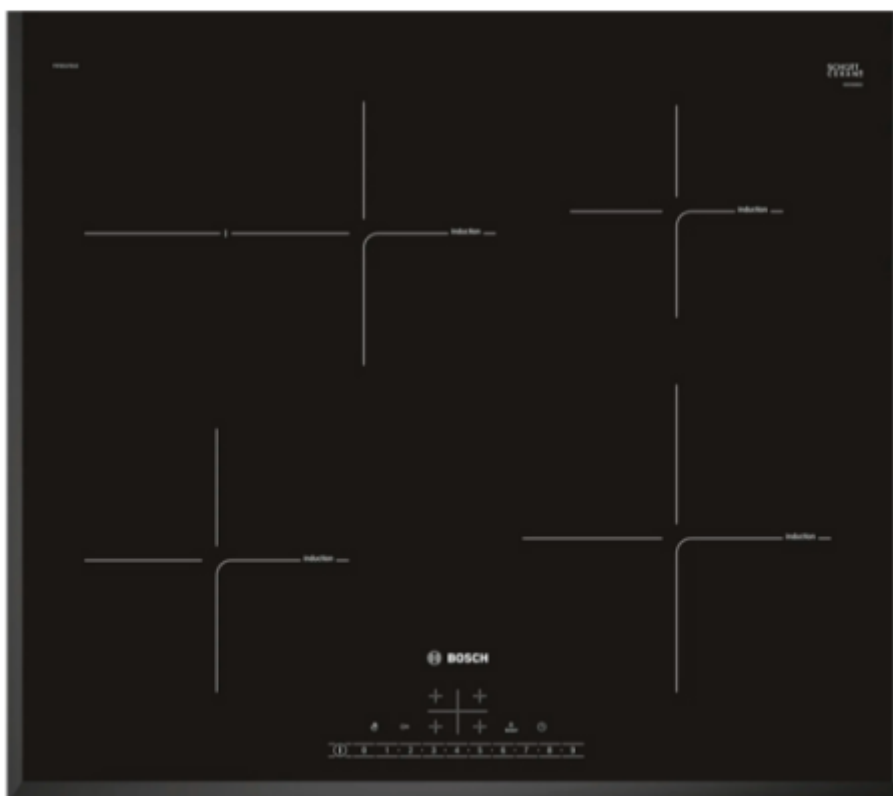 SCHOTT
CERAN
Induction
Induction
Induction
Induction
BOSCH
0 1 · 2 · 3 · 4 · 5 · 6 · 7 · 8 · 9